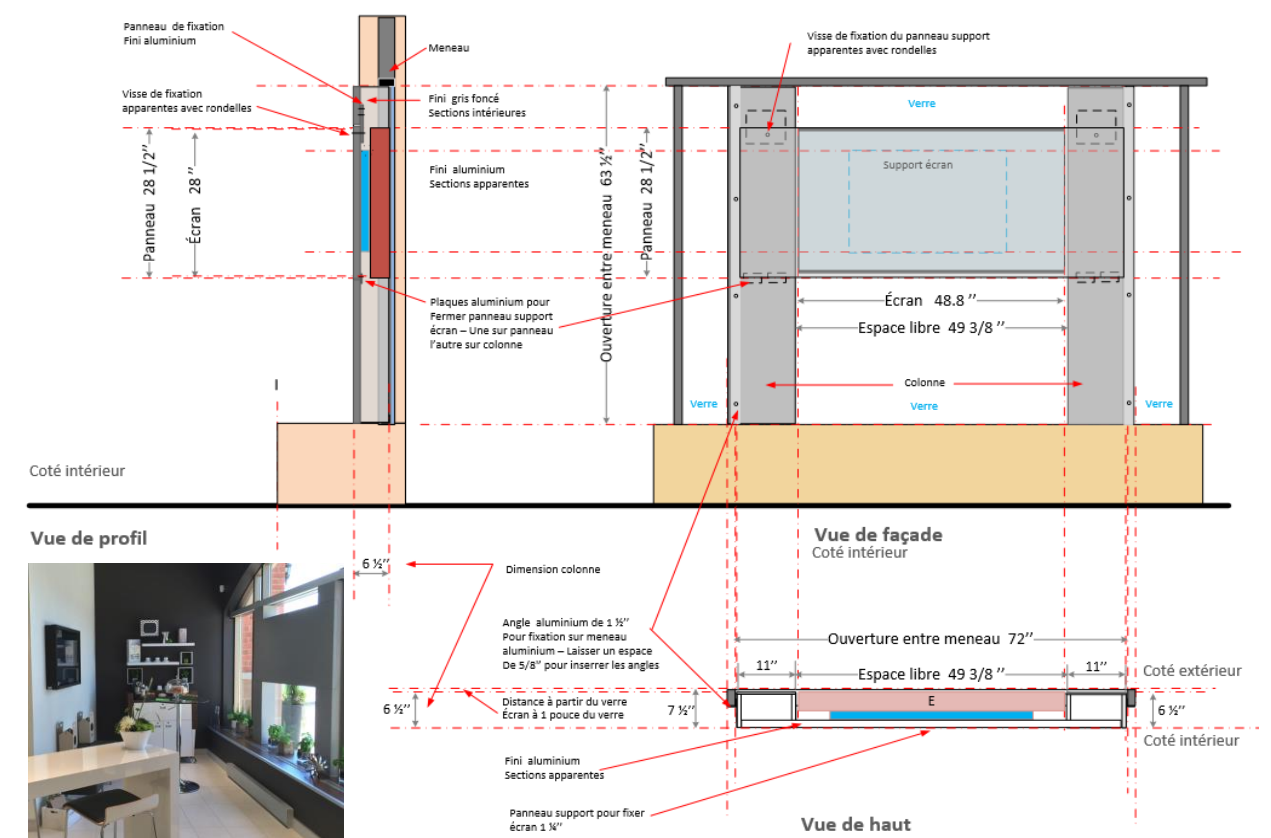 Panneau de fixation
Fini aluminium
Meneau
Visse de fixation
apparentes avec rondelles
Fini gris foncé
Sections intérieures
Panneau 28 1/2’’
Écran 28 ’’
Fini aluminium
Sections apparentes
Plaques aluminium pour
Fermer panneau support
écran – Une sur panneau
l’autre sur colonne
Coté intérieur
Vue de profil
6 ½’’
Visse de fixation du panneau support
apparentes avec rondelles
Verre
Ouverture entre meneau 63 ½’’
Panneau 28 1/2’’
Support écran
Écran 48.8 ’’
Espace libre 49 3/8 ’’
Colonne
Verre
Verre
Verre
Vue de façade
Coté intérieur
Dimension colonne
Angle aluminium de 1 ½’’
Pour fixation sur meneau
aluminium – Laisser un espace
De 5/8’’ pour inserrer les angles
Ouverture entre meneau 72’’
11’’
Espace libre 49 3/8 ’’
11’’
Coté extérieur
6 ½’’
Distance à partir du verre
Écran à 1 pouce du verre
7 ½’’
E
6 ½’’
Coté intérieur
Fini aluminium
Sections apparentes
Panneau support pour fixer
écran 1 ¼’’
Vue de haut